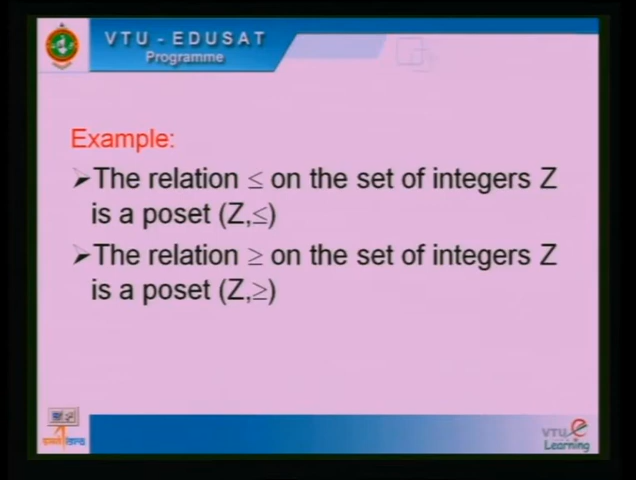 VTU - EDUSAT
Programme
Example:
➢The relation ≤ on the set of integers Z
is a poset (Z,≤)
➢The relation ≥ on the set of integers Z
is a poset (Z,≥)
VTU e
Learning